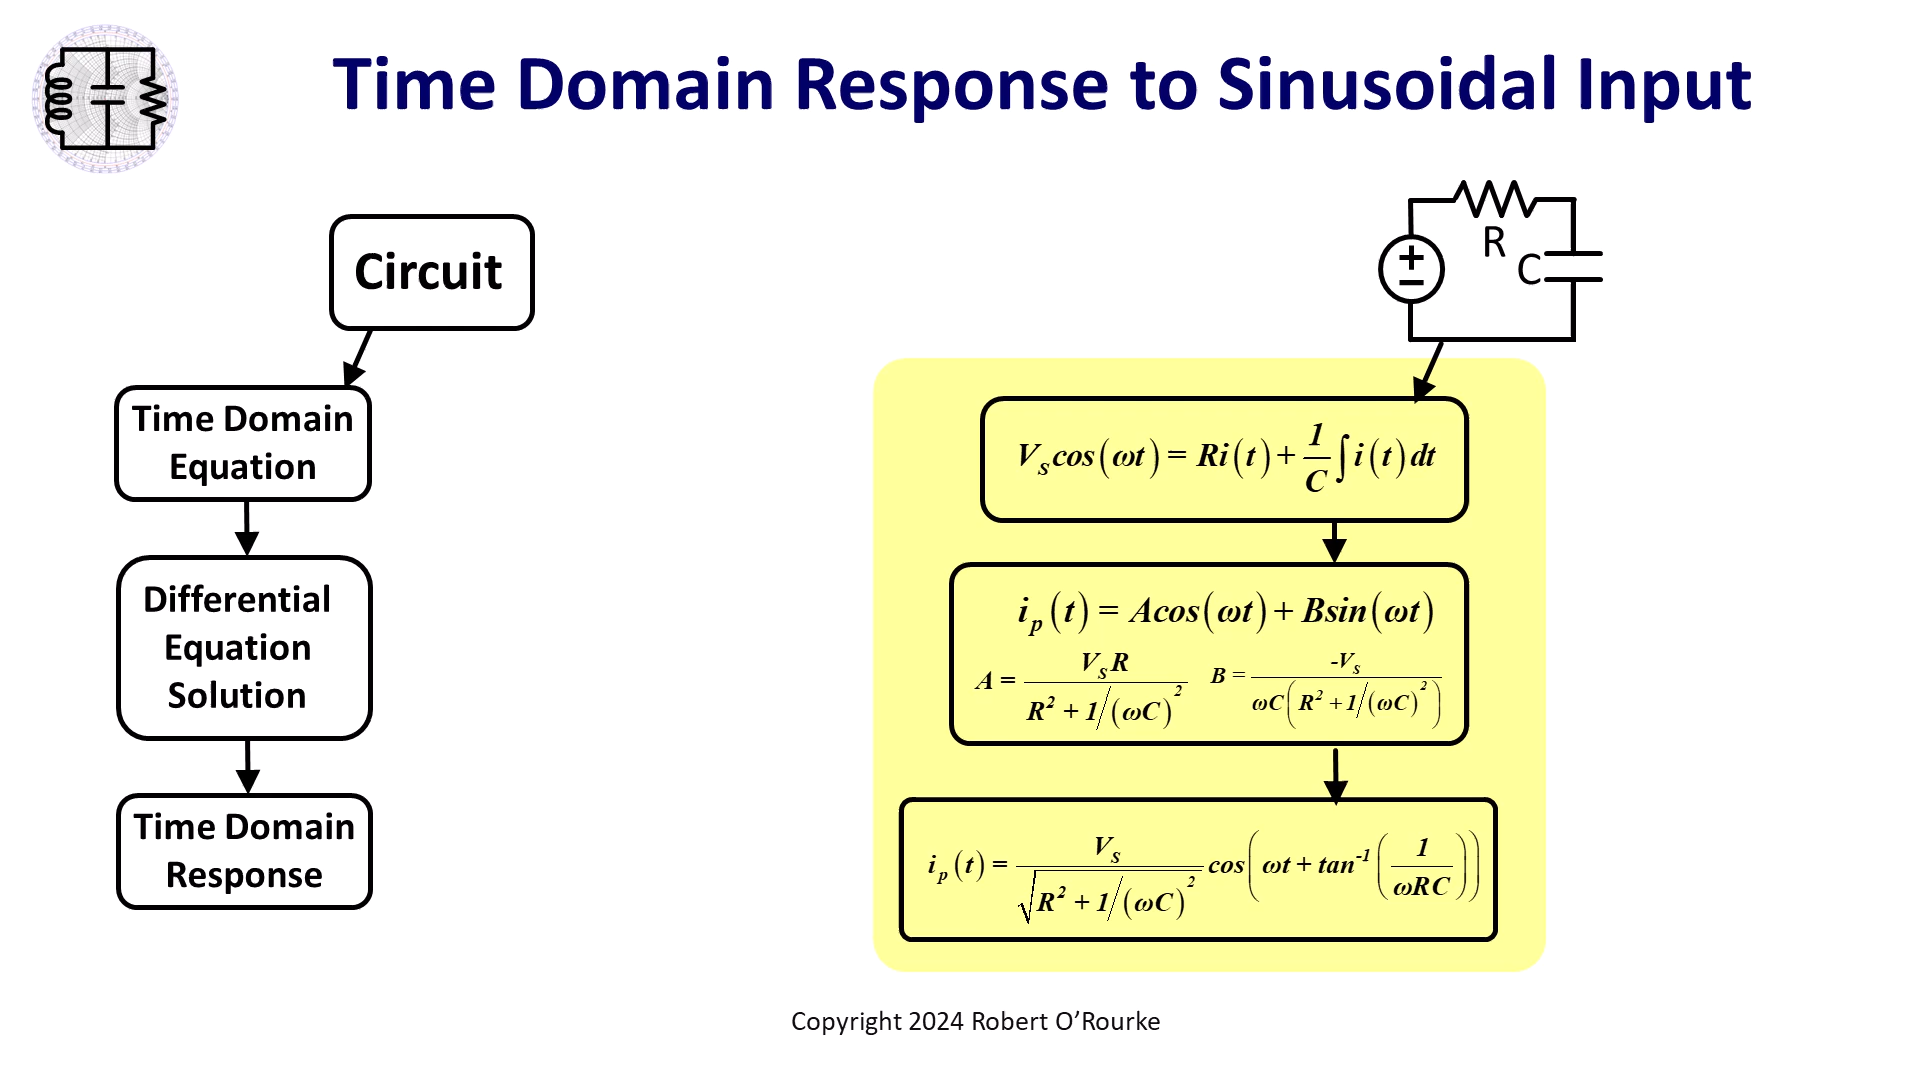 Time Domain Response to Sinusoidal Input
Circuit
Time Domain
Equation
Differential
Equation
Solution
Time Domain
Response
+
−
R
C
V_s cos(ωt) = Ri(t) + 1/C ∫ i(t) dt
i_p(t) = Acos(ωt) + Bsin(ωt)
A = V_s R / (R² + 1/(ωC)²)  B = -V_s / (ωC(R² + 1/(ωC)²))
i_p(t) = V_s / √(R² + 1/(ωC)²) cos(ωt + tan⁻¹(1/ωRC))
Copyright 2024 Robert O’Rourke